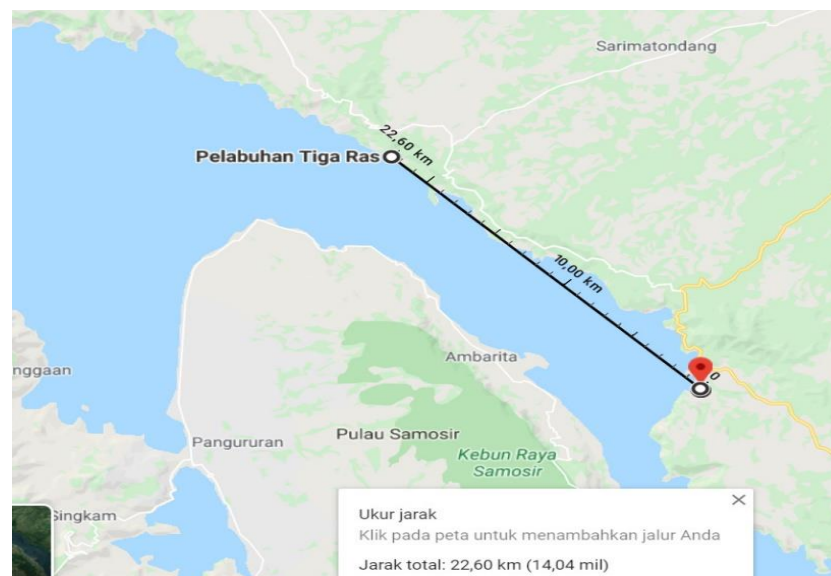 Sarimatondang
22,60 km
Pelabuhan Tiga Ras
10,00 km
0
Ambarita
nggaan
Pulau Samosir
Pangururan
Kebun Raya
Samosir
Singkam
Ukur jarak
Klik pada peta untuk menambahkan jalur Anda
Jarak total: 22,60 km (14,04 mil)